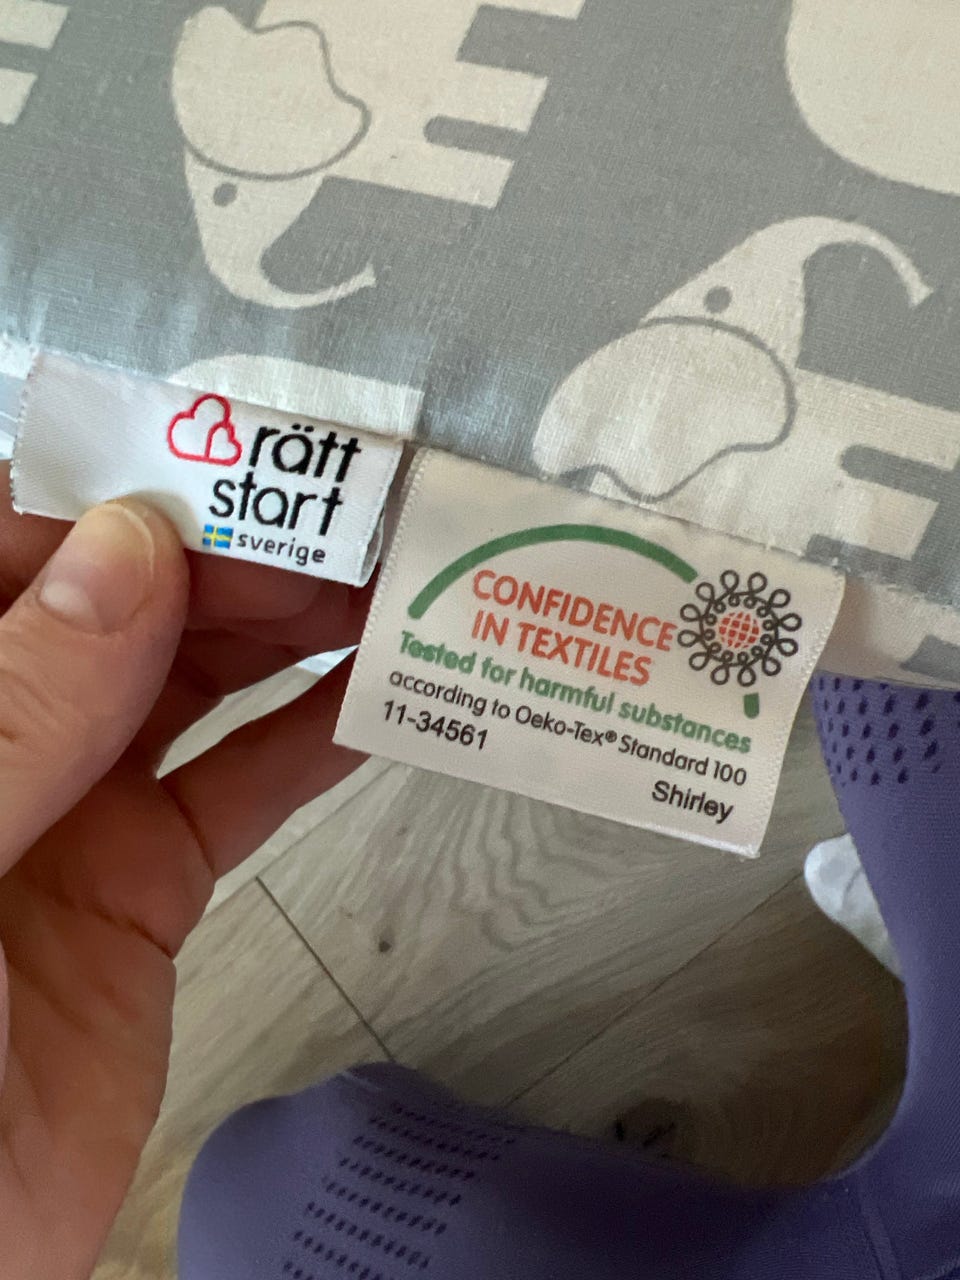 rätt
start
sverige
CONFIDENCE
IN TEXTILES
Tested for harmful substances
according to Oeko-Tex® Standard 100
11-34561
Shirley